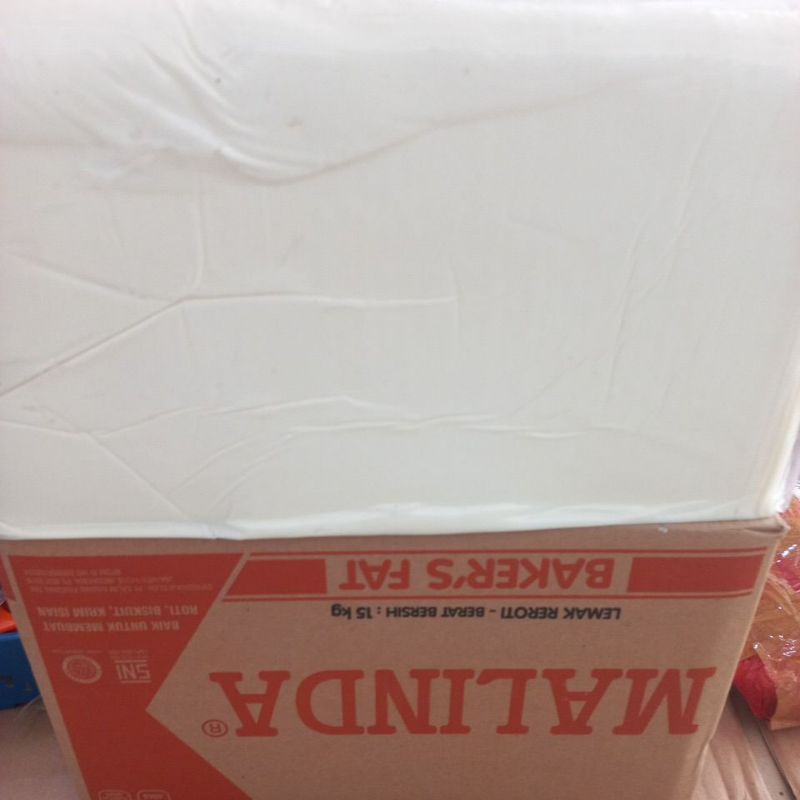 MALINDA®
LEMAK REROTI - BERAT BERSIH : 15 kg
BAKER'S FAT
SNI
BAIK UNTUK MEMBUAT
ROTI, BISKUIT, KRIM ISIAN